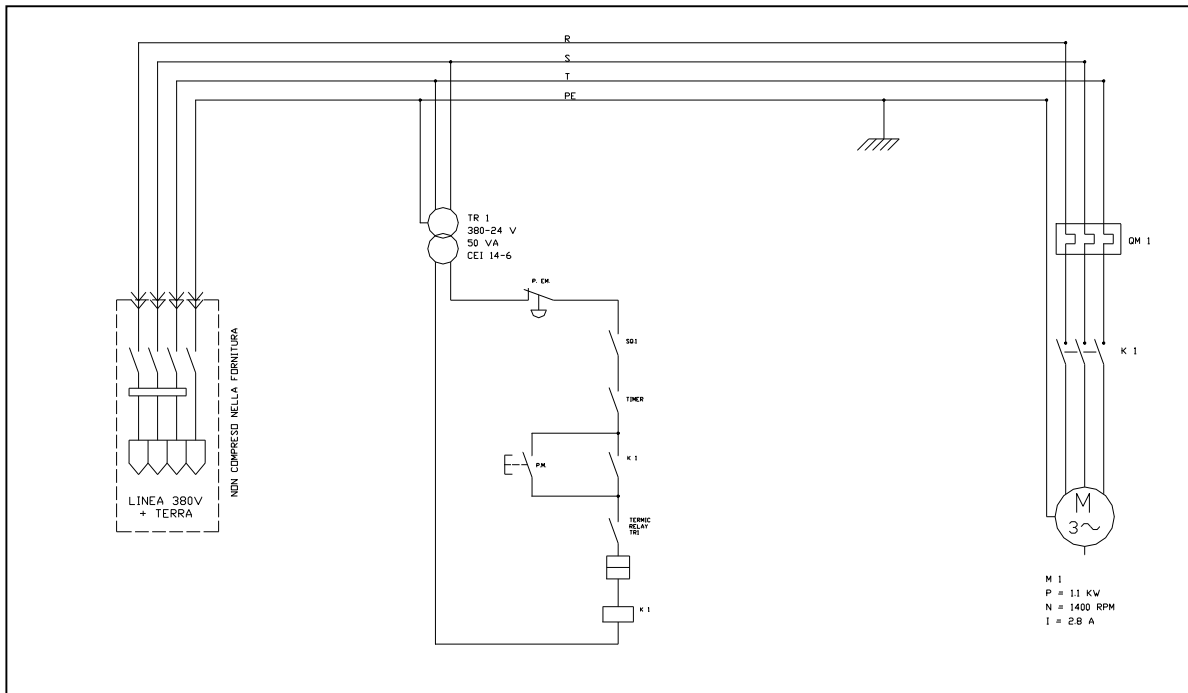 R
S
T
PE
TR 1
380-24 V
50 VA
CEI 14-6
QM 1
P. EM.
SQ1
K 1
TIMER
K 1
P.M.
NON COMPRESO NELLA FORNITURA
LINEA 380V
+ TERRA
M
3~
TERMIC
RELAY
TR1
K 1
M 1
P = 1.1 KW
N = 1400 RPM
I = 2.8 A